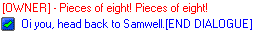 [OWNER] - Pieces of eight! Pieces of eight!
Oi you, head back to Samwell.[END DIALOGUE]